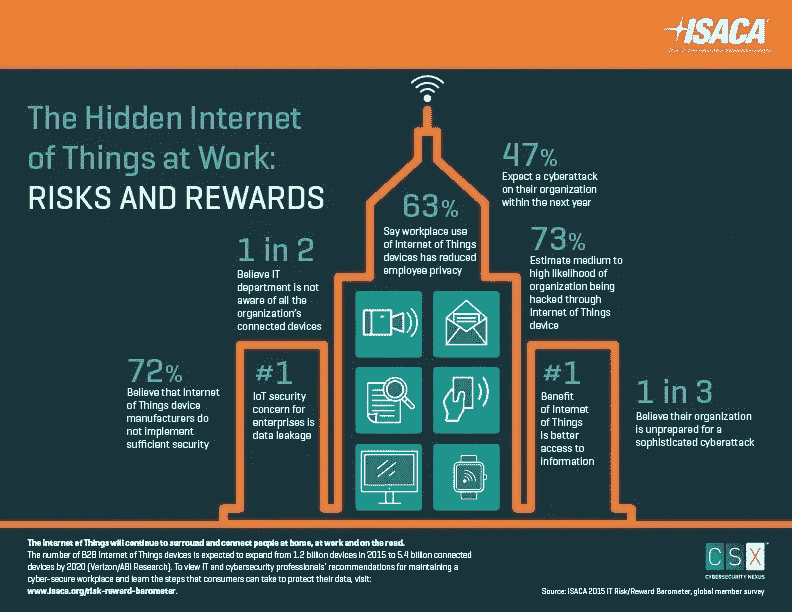 ISACA
The Hidden Internet
of Things at Work:
RISKS AND REWARDS
47%
Expect a cyberattack
on their organization
within the next year
63%
Say workplace use
of Internet of Things
devices has reduced
employee privacy
73%
Estimate medium to
high likelihood of
organization being
hacked through
Internet of Things
device
1 in 2
Believe IT
department is not
aware of all the
organization's
connected devices
72%
Believe that Internet
of Things device
manufacturers do
not implement
sufficient security
#1
IoT security
concern for
enterprises is
data leakage
#1
Benefit
of Internet
of Things
is better
access to
information
1 in 3
Believe their organization
is unprepared for a
sophisticated cyberattack
The Internet of Things will continue to surround and connect people at home, at work and on the road.
The number of B2B Internet of Things devices is expected to expand from 1.2 billion devices in 2015 to 5.4 billion connected
devices by 2020 (Verizon/ABI Research). To view IT and cybersecurity professionals' recommendations for maintaining a
cyber-secure workplace and learn the steps that consumers can take to protect their data, visit:
www.isaca.org/risk-reward-barometer.
CSX
CYBERSECURITY NEXUS
Source: ISACA 2015 IT Risk/Reward Barometer, global member survey